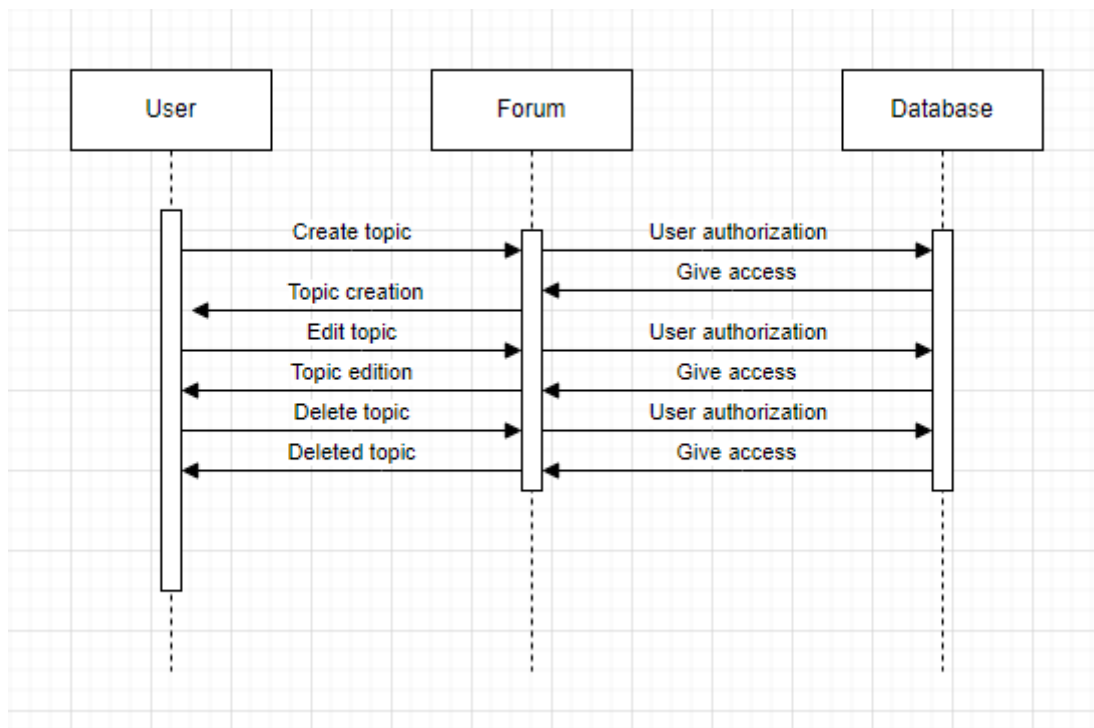 User
Forum
Database
Create topic
User authorization
Give access
Topic creation
Edit topic
User authorization
Topic edition
Give access
Delete topic
User authorization
Deleted topic
Give access